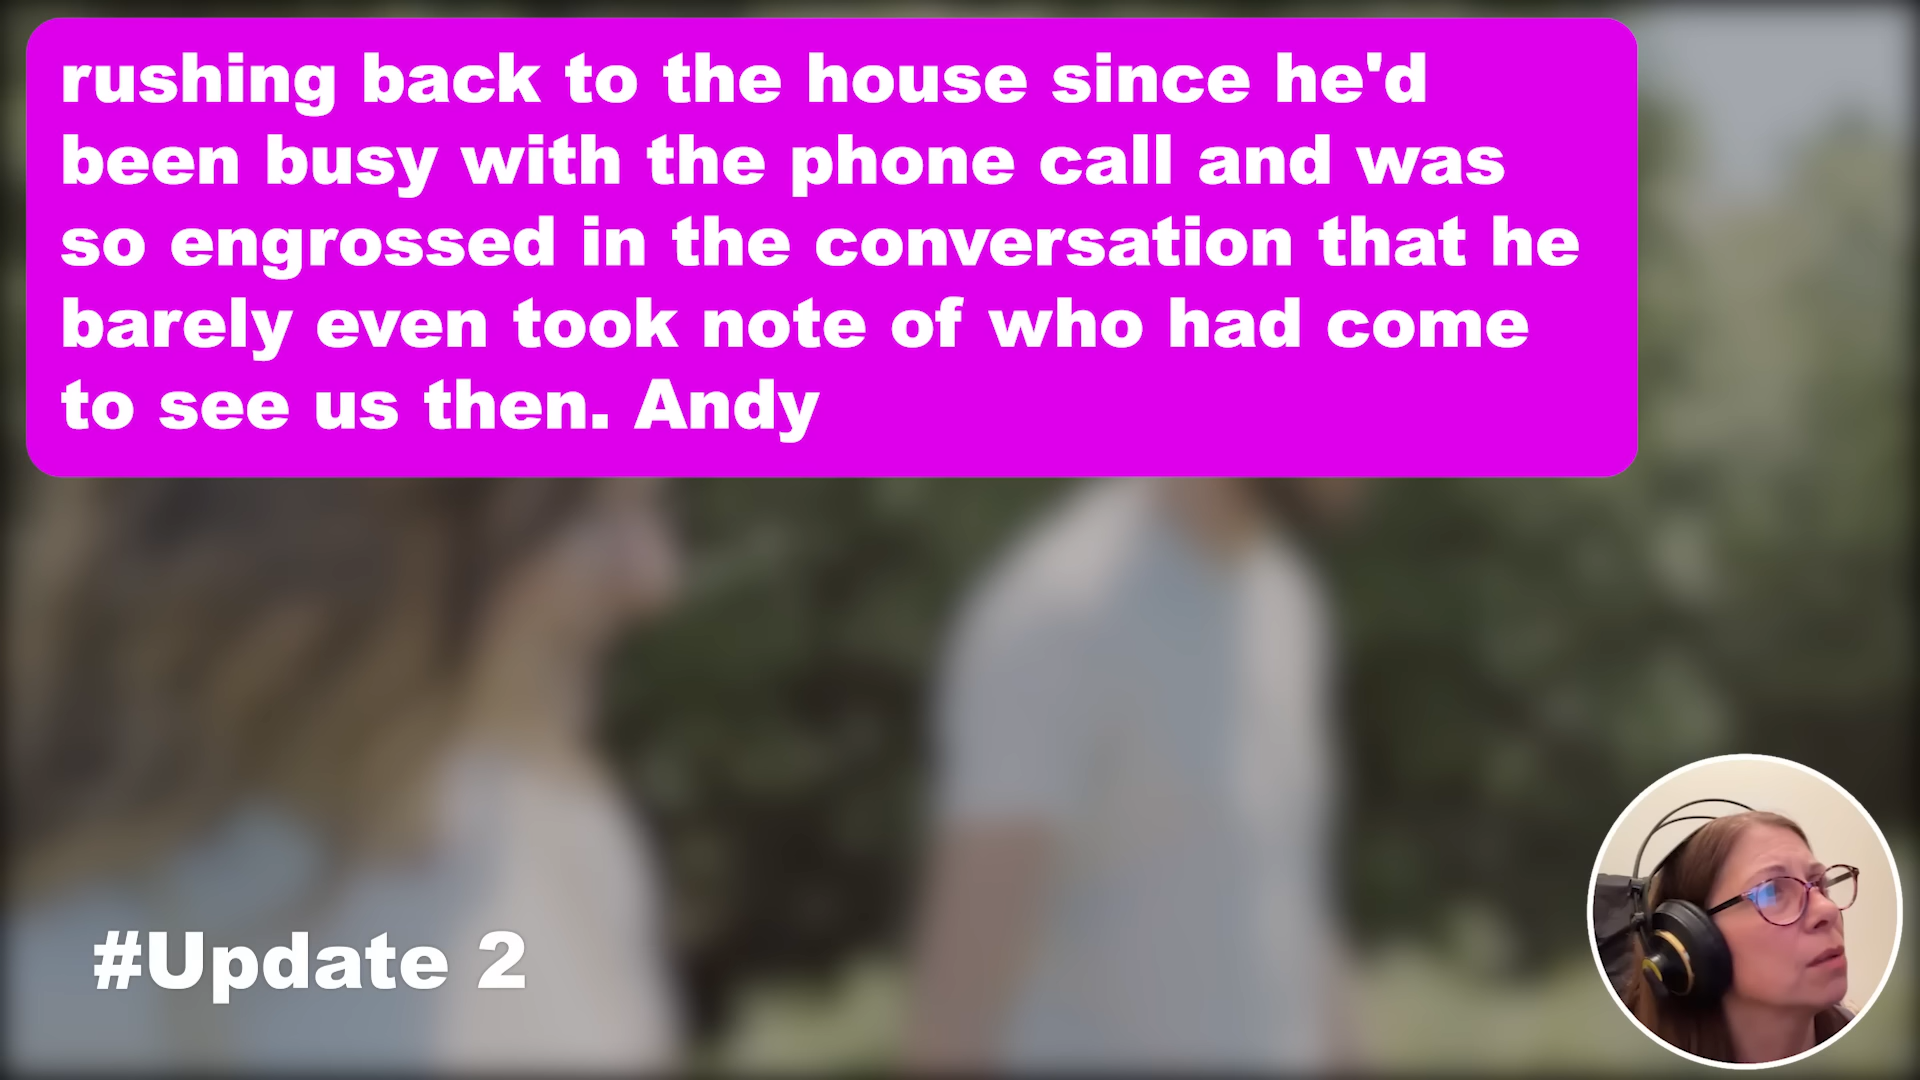 rushing back to the house since he'd
been busy with the phone call and was
so engrossed in the conversation that he
barely even took note of who had come
to see us then. Andy
#Update 2